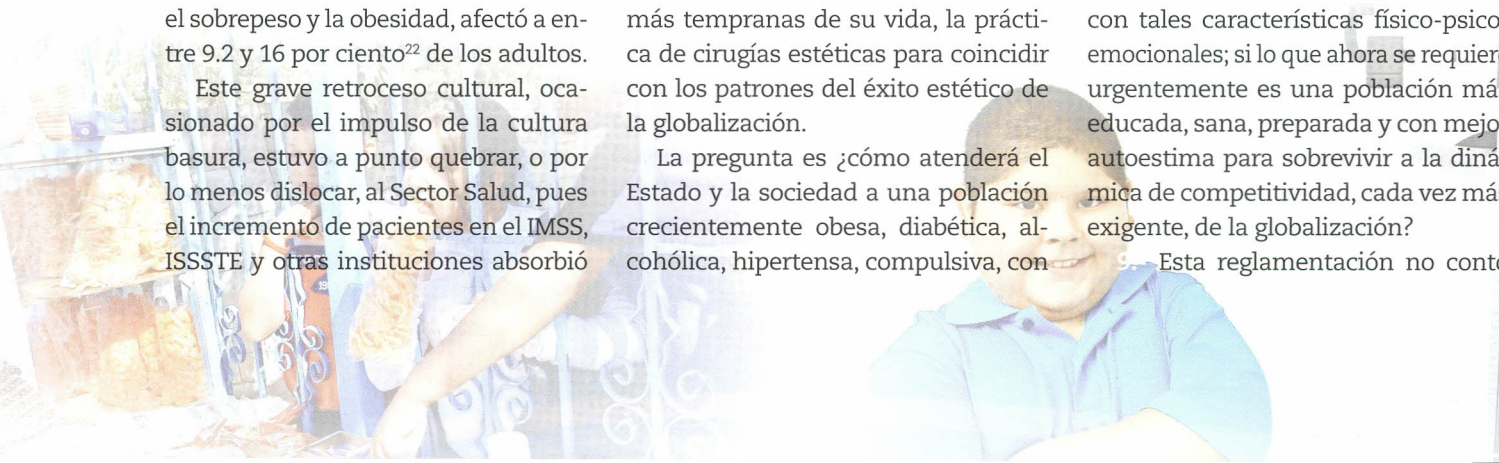 el sobrepeso y la obesidad, afectó a en-
tre 9.2 y 16 por ciento²² de los adultos.
Este grave retroceso cultural, oca-
sionado por el impulso de la cultura
basura, estuvo a punto quebrar, o por
lo menos dislocar, al Sector Salud, pues
el incremento de pacientes en el IMSS,
ISSSTE y otras instituciones absorbió
más tempranas de su vida, la prácti-
ca de cirugías estéticas para coincidir
con los patrones del éxito estético de
la globalización.
La pregunta es ¿cómo atenderá el
Estado y la sociedad a una población
crecientemente obesa, diabética, al-
cohólica, hipertensa, compulsiva, con
con tales características físico-psico
emocionales; si lo que ahora se requier
urgentemente es una población má
educada, sana, preparada y con mejo
autoestima para sobrevivir a la diná
mica de competitividad, cada vez má
exigente, de la globalización?
9. Esta reglamentación no cont